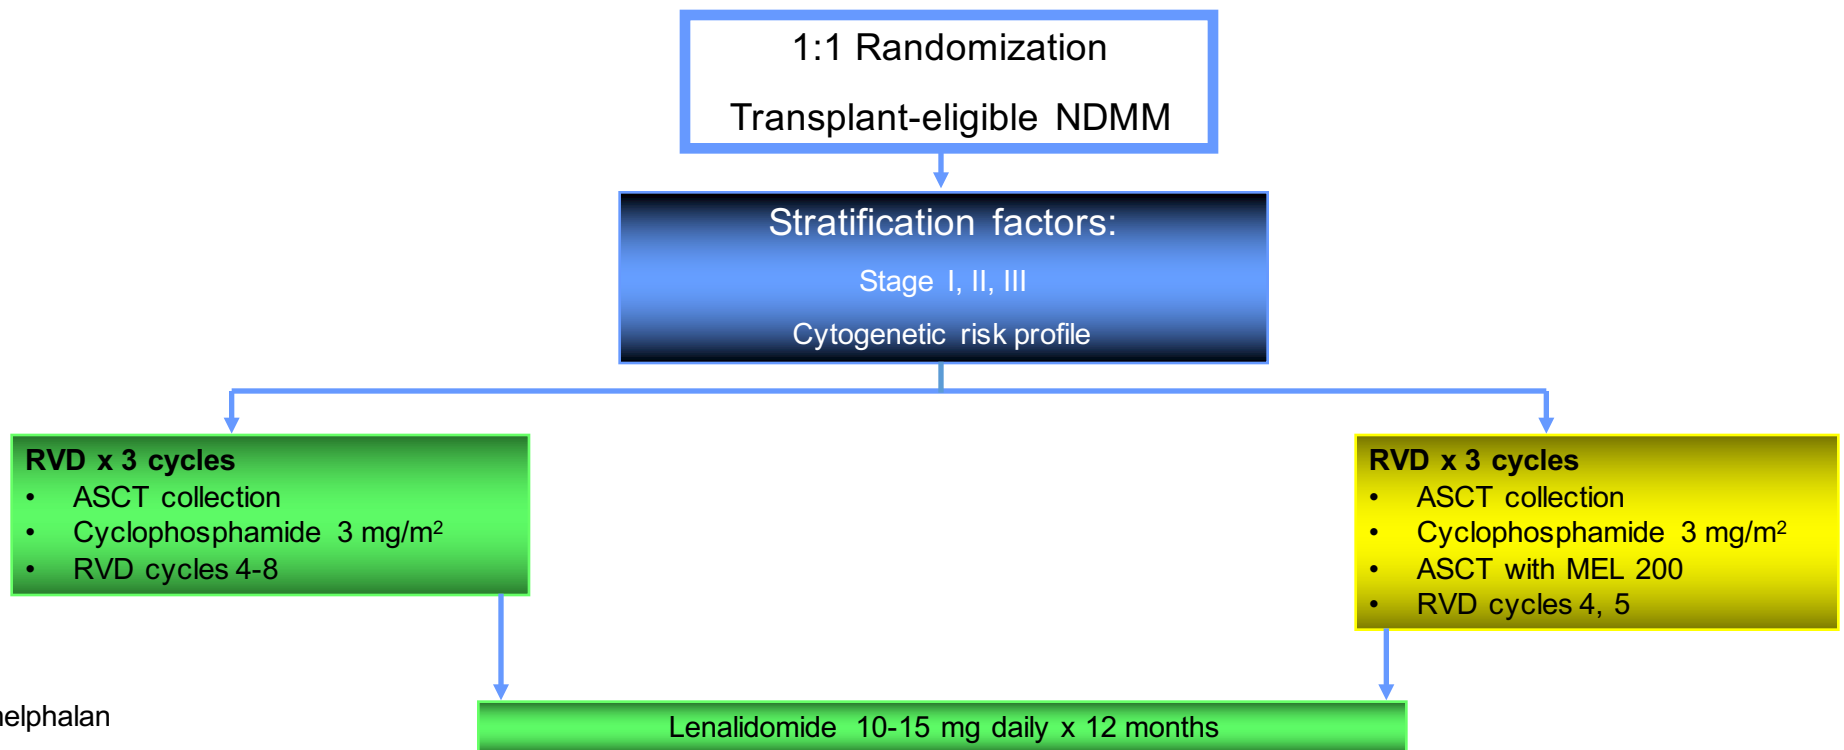 1:1 Randomization
Transplant-eligible NDMM
Stratification factors:
Stage I, II, III
Cytogenetic risk profile
RVD x 3 cycles
• ASCT collection
• Cyclophosphamide 3 mg/m²
• RVD cycles 4-8
RVD x 3 cycles
• ASCT collection
• Cyclophosphamide 3 mg/m²
• ASCT with MEL 200
• RVD cycles 4, 5
Lenalidomide 10-15 mg daily x 12 months